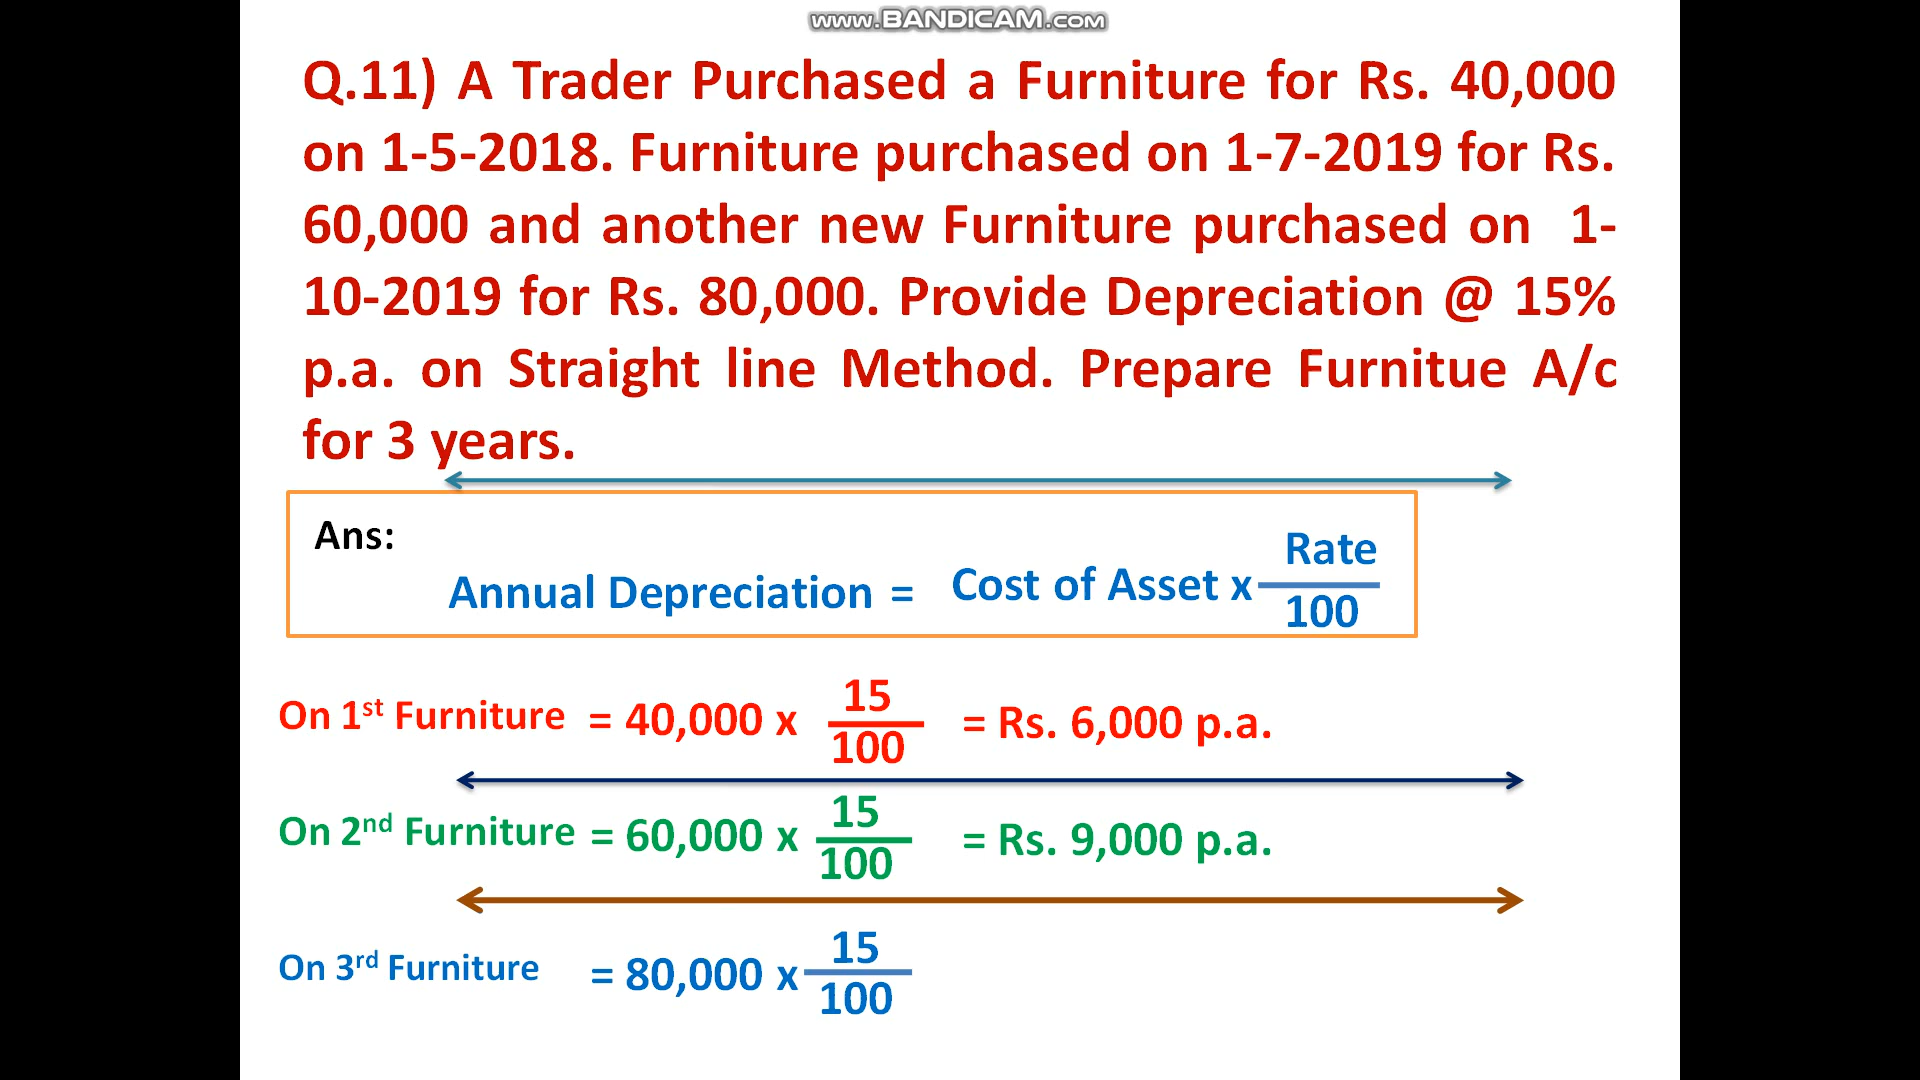 www.BANDICAM.com
Q.11) A Trader Purchased a Furniture for Rs. 40,000
on 1-5-2018. Furniture purchased on 1-7-2019 for Rs.
60,000 and another new Furniture purchased on 1-
10-2019 for Rs. 80,000. Provide Depreciation @ 15%
p.a. on Straight line Method. Prepare Furnitue A/c
for 3 years.
Ans:
Annual Depreciation = Cost of Asset x Rate
100
On 1st Furniture = 40,000 x 15
100 = Rs. 6,000 p.a.
On 2nd Furniture = 60,000 x 15
100 = Rs. 9,000 p.a.
On 3rd Furniture = 80,000 x 15
100